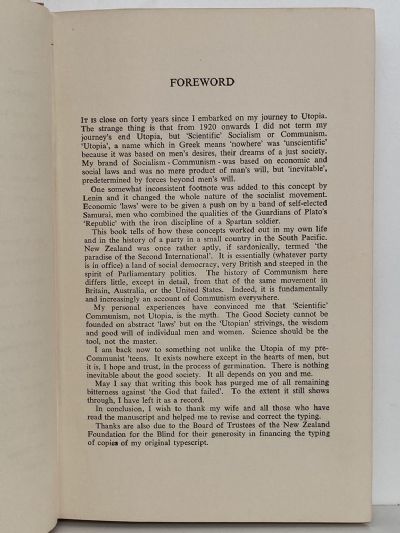 FOREWORD
IT is close on forty years since I embarked on my journey to Utopia.
The strange thing is that from 1920 onwards I did not term my
journey's end Utopia, but 'Scientific' Socialism or Communism.
'Utopia', a name which in Greek means 'nowhere' was 'unscientific'
because it was based on men's desires, their dreams of a just society.
My brand of Socialism-Communism-was based on economic and
social laws and was no mere product of man's will, but 'inevitable',
predetermined by forces beyond men's will.
One somewhat inconsistent footnote was added to this concept by
Lenin and it changed the whole nature of the socialist movement.
Economic 'laws' were to be given a push on by a band of self-elected
Samurai, men who combined the qualities of the Guardians of Plato's
'Republic' with the iron discipline of a Spartan soldier.
This book tells of how these concepts worked out in my own life
and in the history of a party in a small country in the South Pacific.
New Zealand was once rather aptly, if sardonically, termed 'the
paradise of the Second International'. It is essentially (whatever party
is in office) a land of social democracy, very British and steeped in the
spirit of Parliamentary politics. The history of Communism here
differs little, except in detail, from that of the same movement in
Britain, Australia, or the United States. Indeed, it is fundamentally
and increasingly an account of Communism everywhere.
My personal experiences have convinced me that 'Scientific'
Communism, not Utopia, is the myth. The Good Society cannot be
founded on abstract 'laws' but on the 'Utopian' strivings, the wisdom
and good will of individual men and women. Science should be the
tool, not the master.
I am back now to something not unlike the Utopia of my pre-
Communist 'teens. It exists nowhere except in the hearts of men, but
it is, I hope and trust, in the process of germination. There is nothing
inevitable about the good society. It all depends on you and me.
May I say that writing this book has purged me of all remaining
bitterness against 'the God that failed'. To the extent it still shows
through, I have left it as a record.
In conclusion, I wish to thank my wife and all those who have
read the manuscript and helped me to revise and correct the typing.
Thanks are also due to the Board of Trustees of the New Zealand
Foundation for the Blind for their generosity in financing the typing
of copies of my original typescript.